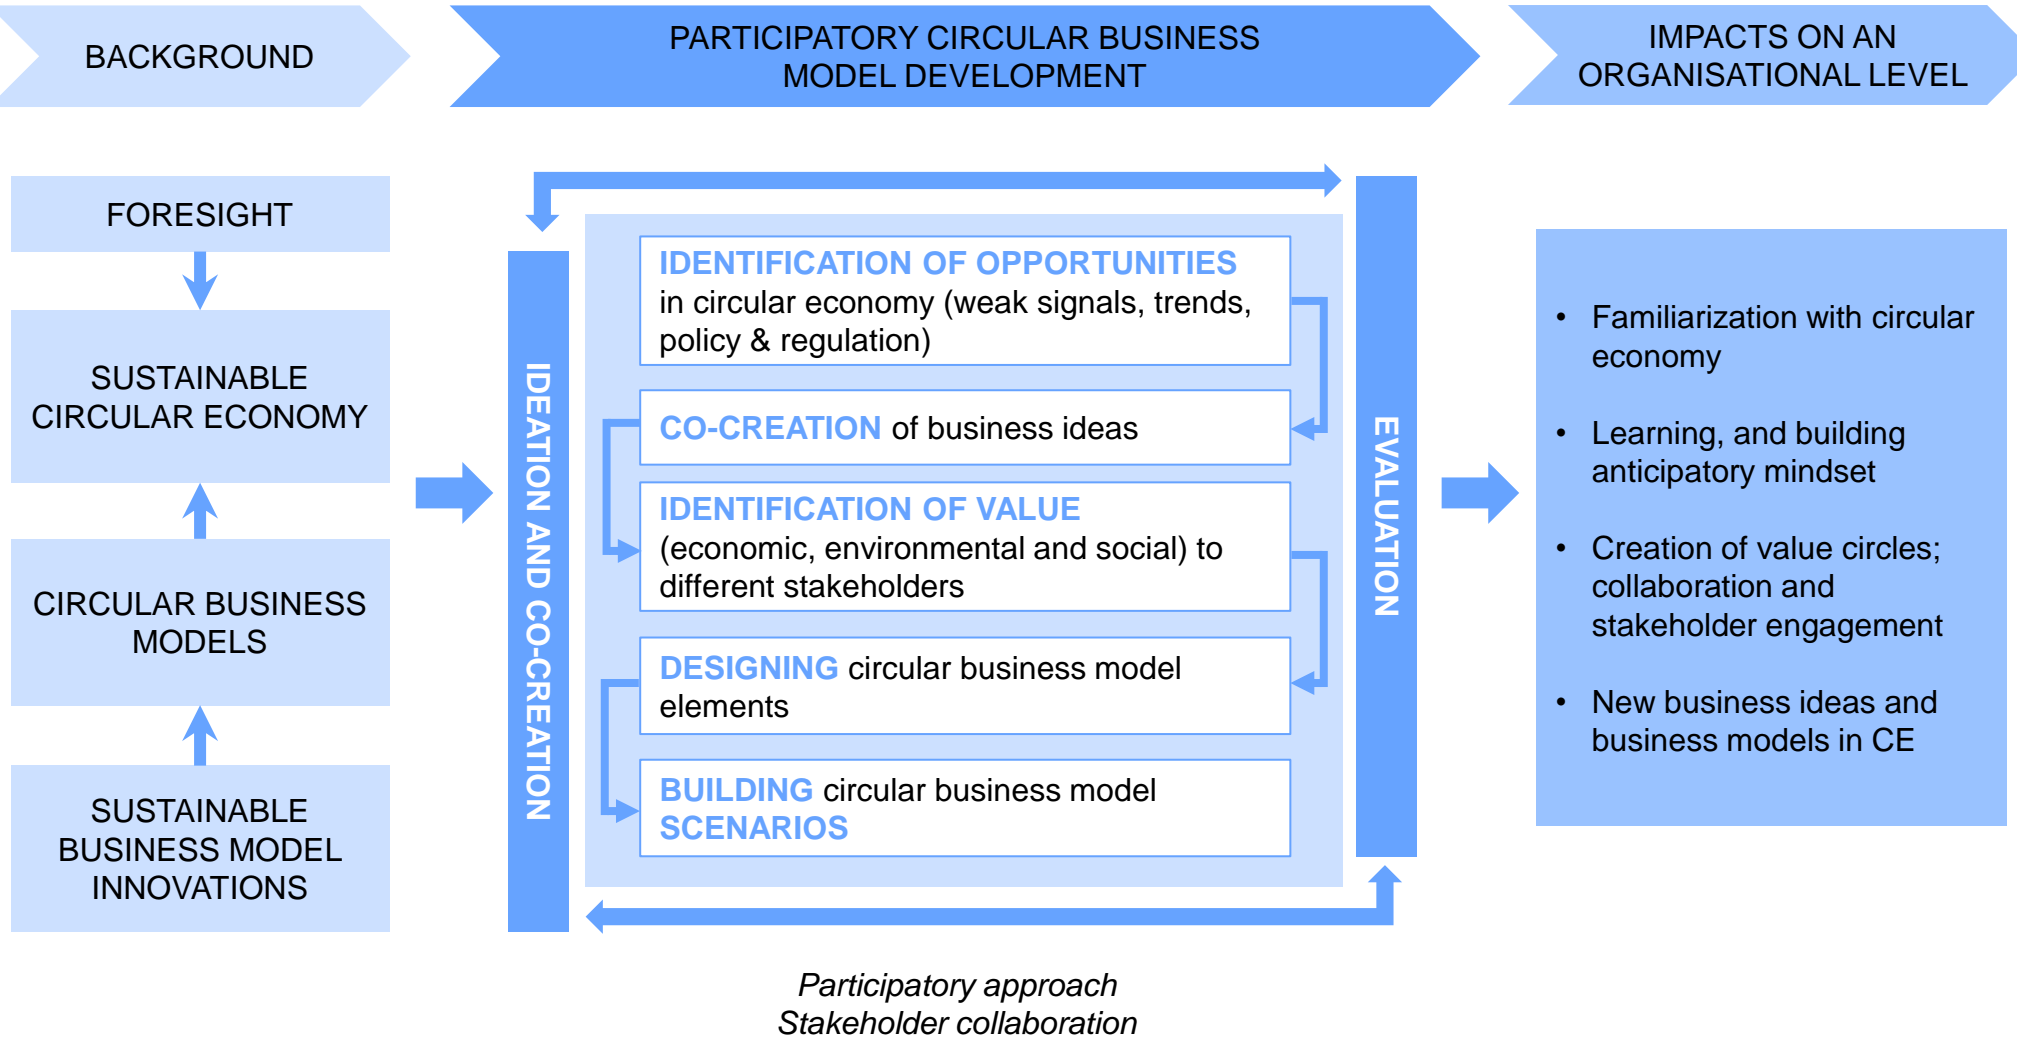 BACKGROUND
PARTICIPATORY CIRCULAR BUSINESS
MODEL DEVELOPMENT
IMPACTS ON AN
ORGANISATIONAL LEVEL
FORESIGHT
SUSTAINABLE
CIRCULAR ECONOMY
CIRCULAR BUSINESS
MODELS
SUSTAINABLE
BUSINESS MODEL
INNOVATIONS
IDEATION AND CO-CREATION
IDENTIFICATION OF OPPORTUNITIES
in circular economy (weak signals, trends,
policy & regulation)
CO-CREATION of business ideas
IDENTIFICATION OF VALUE
(economic, environmental and social) to
different stakeholders
DESIGNING circular business model
elements
BUILDING circular business model
SCENARIOS
EVALUATION
• Familiarization with circular
economy
• Learning, and building
anticipatory mindset
• Creation of value circles;
collaboration and
stakeholder engagement
• New business ideas and
business models in CE
Participatory approach
Stakeholder collaboration